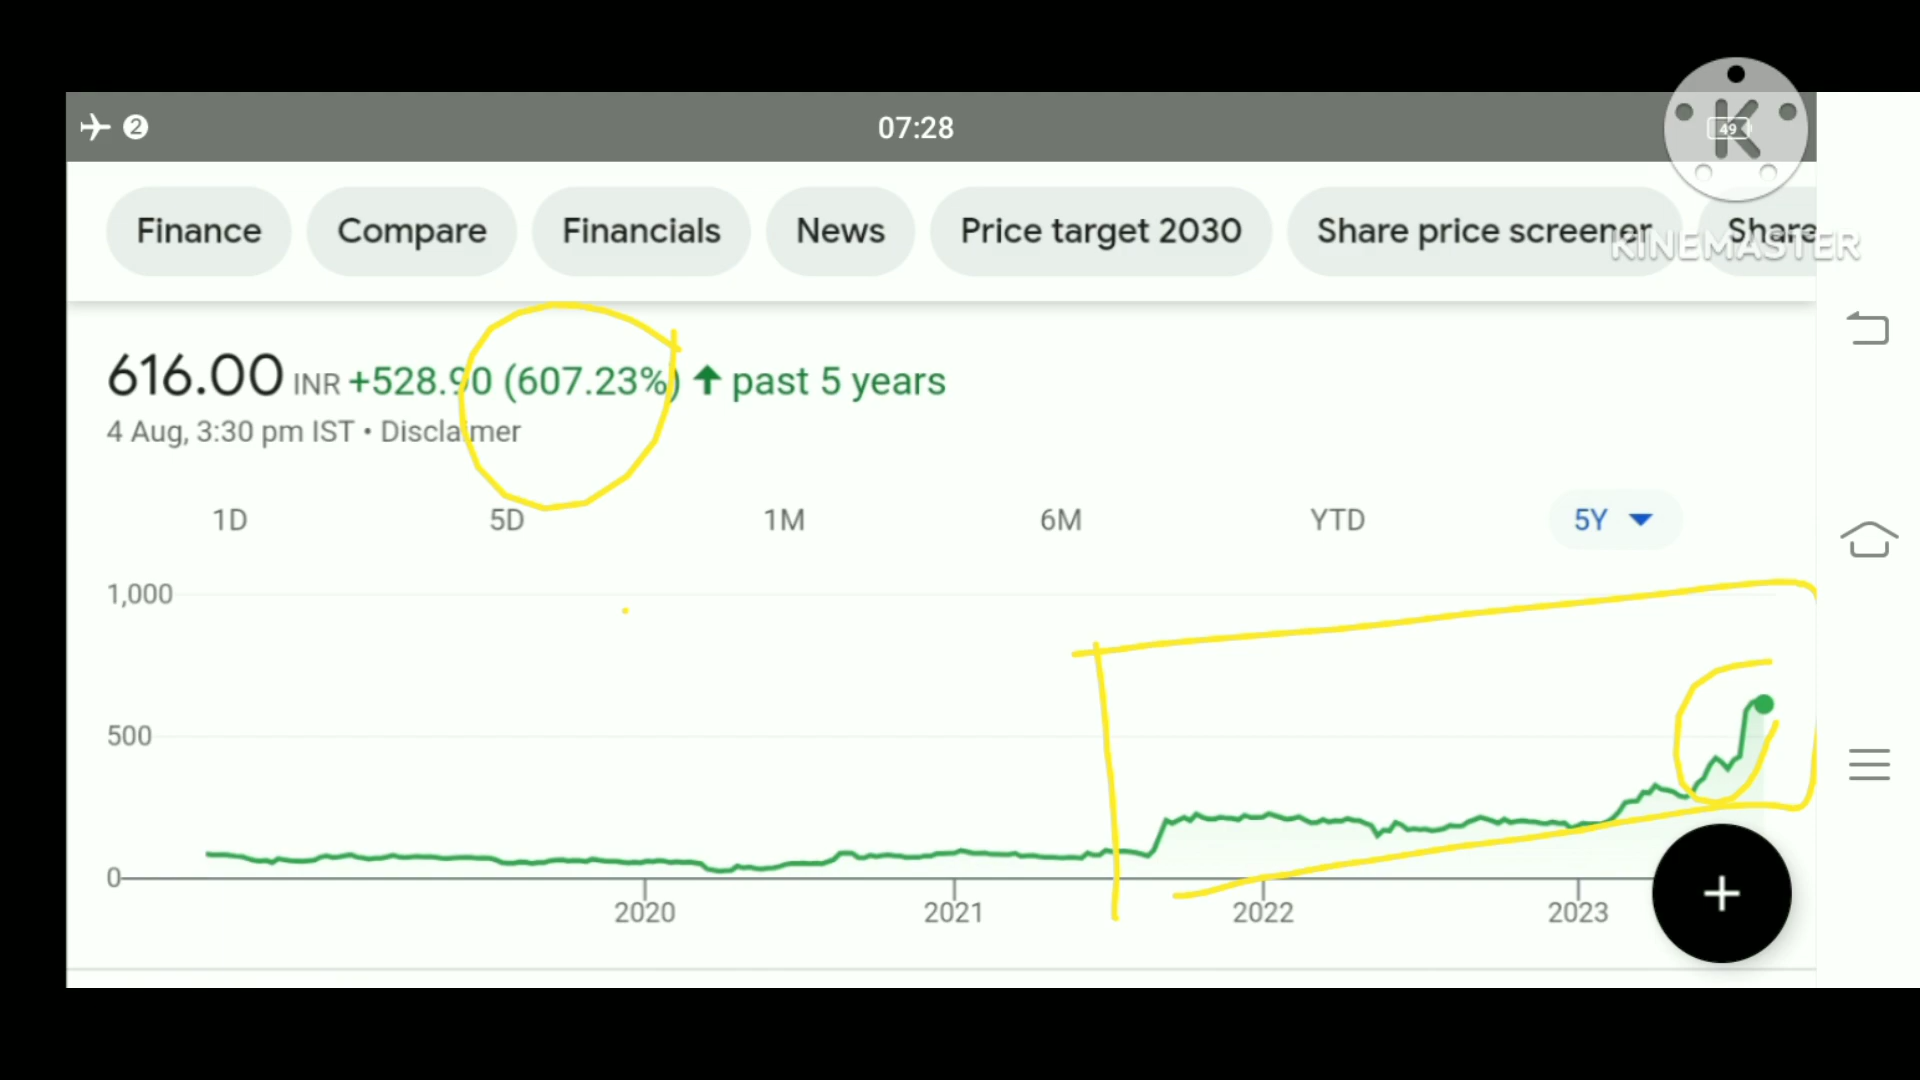 2 07:28 49
K
KINEMASTER
Finance Compare Financials News Price target 2030 Share price screener Share
616.00 INR +528.90 (607.23%) past 5 years
4 Aug, 3:30 pm IST • Disclaimer
1D 5D 1M 6M YTD 5Y
1,000
500
0
2020 2021 2022 2023
+